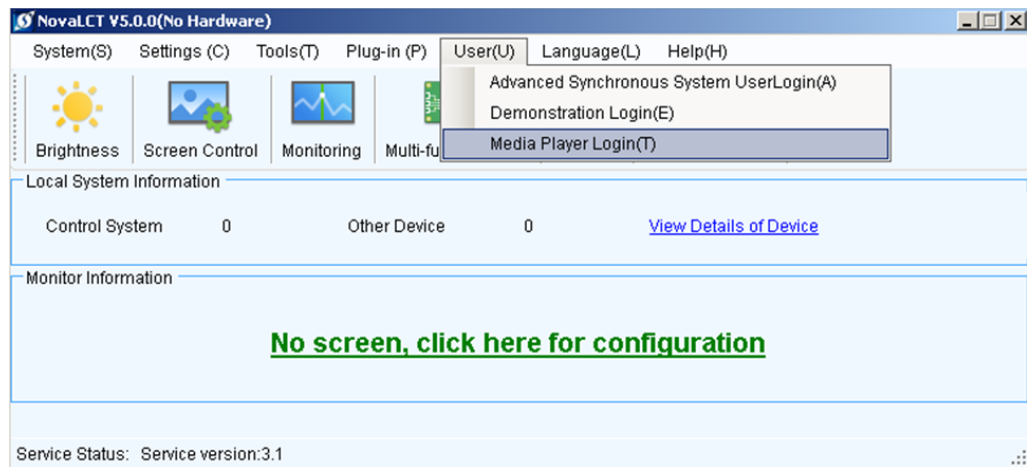 NovaLCT V5.0.0(No Hardware)
System(S) Settings (C) Tools(T) Plug-in (P) User(U) Language(L) Help(H)
Advanced Synchronous System UserLogin(A)
Demonstration Login(E)
Media Player Login(T)
Brightness Screen Control Monitoring Multi-fu
Local System Information
Control System 0 Other Device 0 View Details of Device
Monitor Information
No screen, click here for configuration
Service Status: Service version:3.1